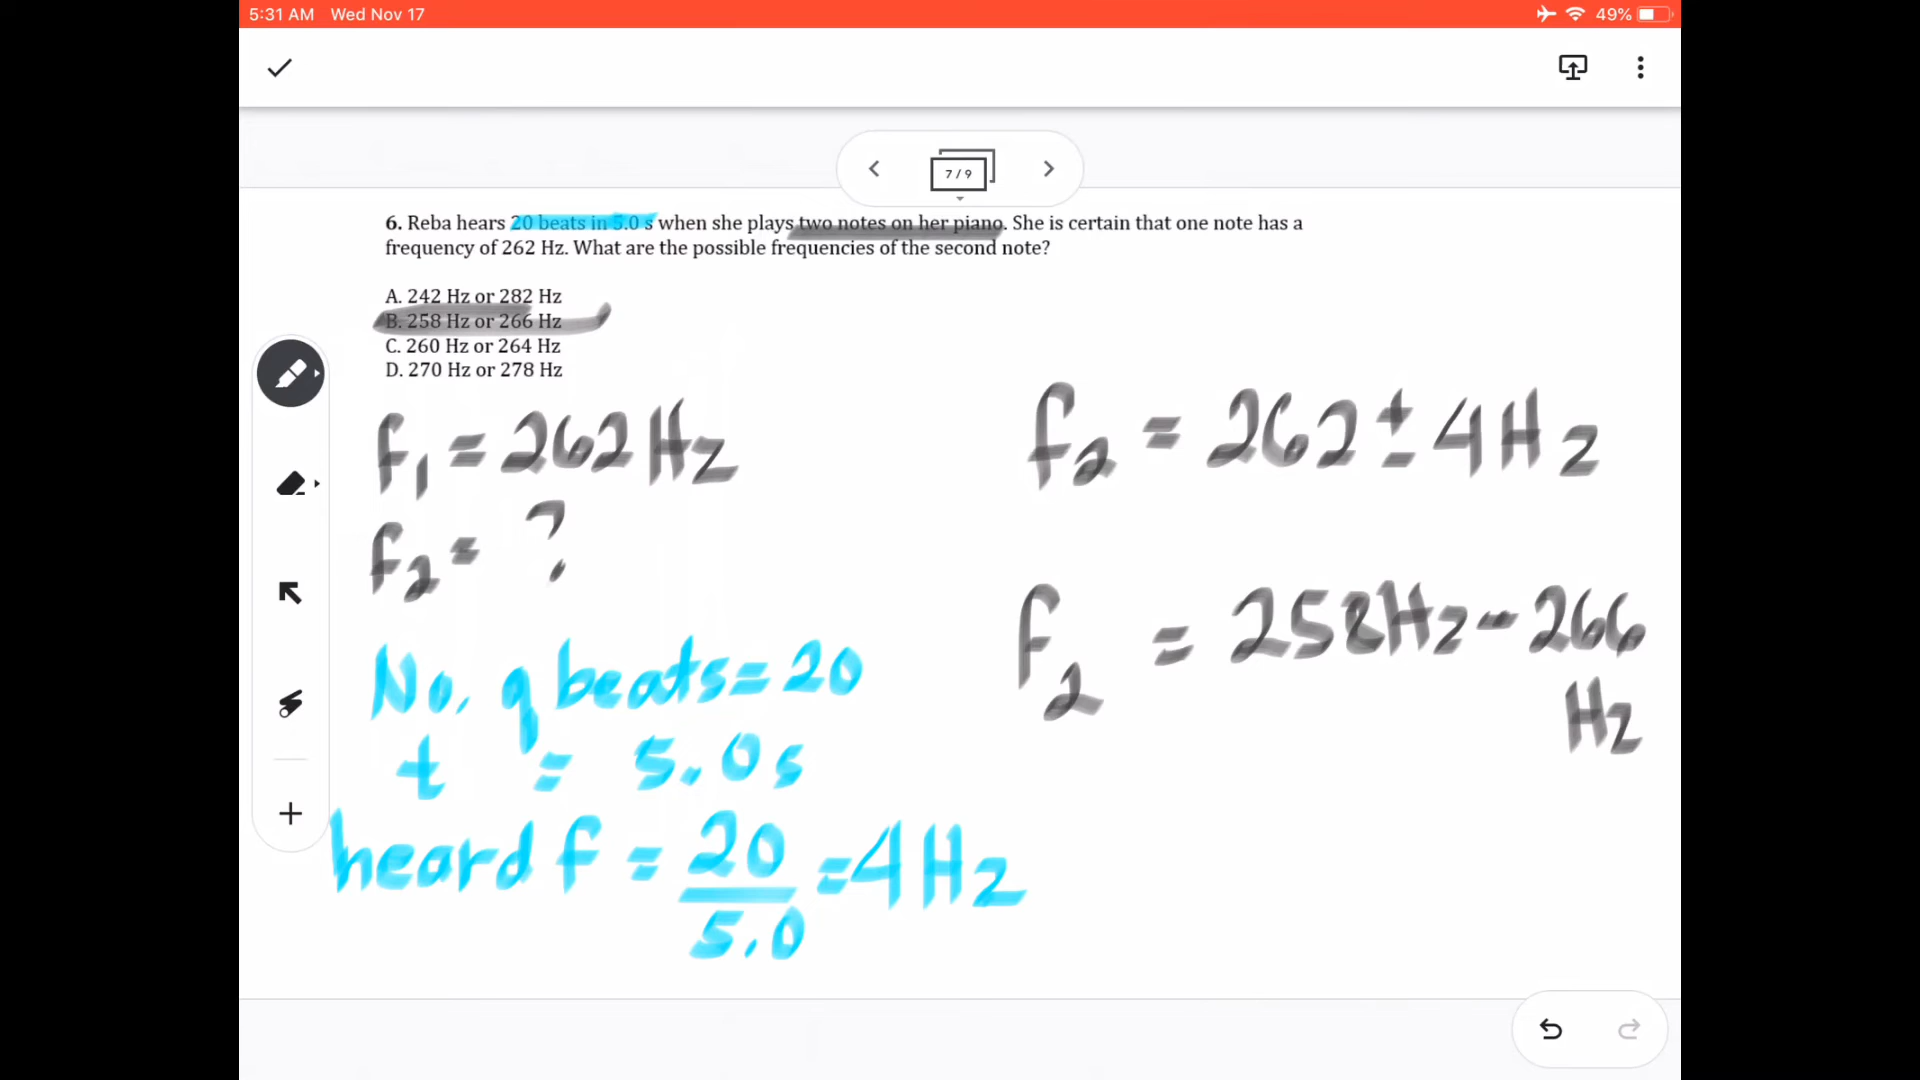 5:31 AM Wed Nov 17
49%
7 / 9
6. Reba hears 20 beats in 5.0 s when she plays two notes on her piano. She is certain that one note has a
frequency of 262 Hz. What are the possible frequencies of the second note?
A. 242 Hz or 282 Hz
B. 258 Hz or 266 Hz
C. 260 Hz or 264 Hz
D. 270 Hz or 278 Hz
f₁ = 262 Hz
f₂ = ?
No. of beats = 20
t = 5.0 s
heard f = 20 / 5.0 = 4 Hz
f₂ = 262 ± 4 Hz
f₂ = 258 Hz - 266
Hz